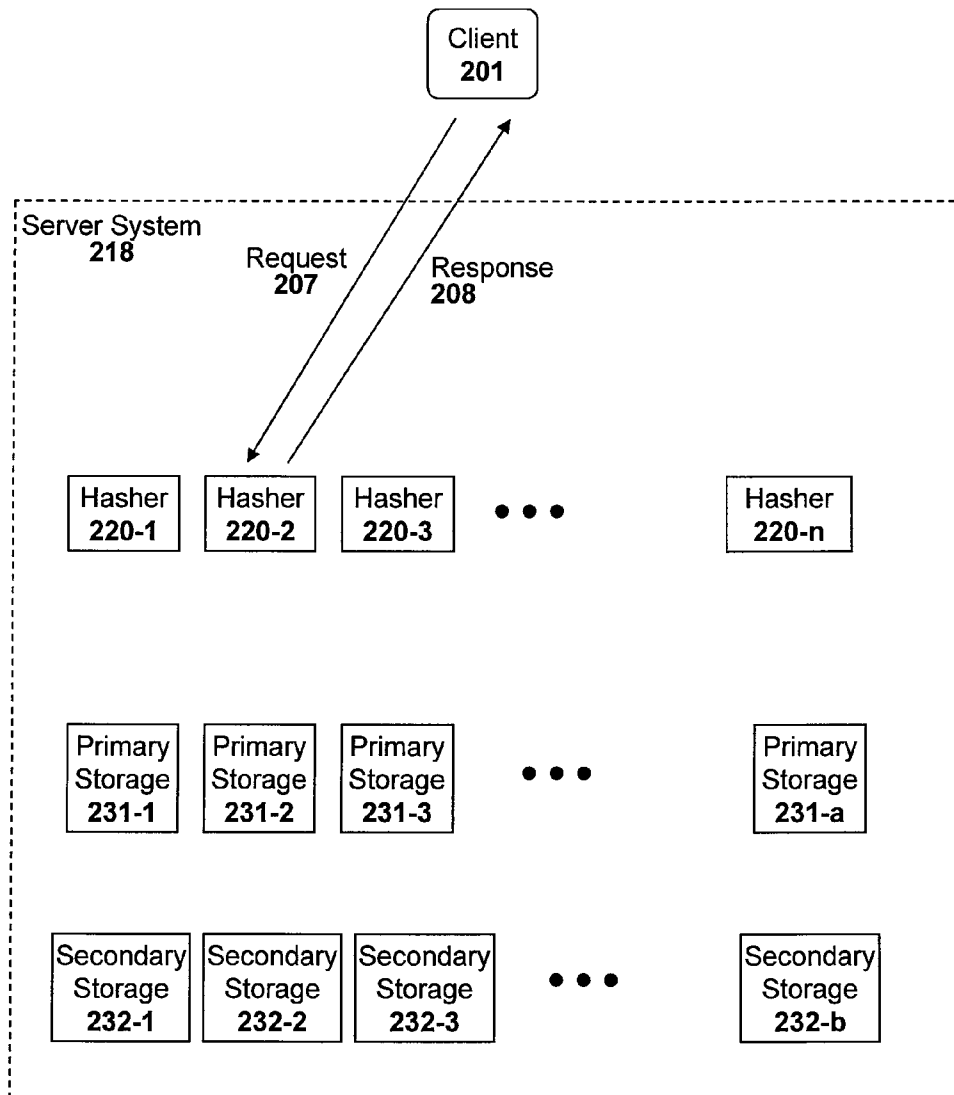 Client
201
Server System
218
Request
207
Response
208
Hasher
220-1
Hasher
220-2
Hasher
220-3
Hasher
220-n
Primary
Storage
231-1
Primary
Storage
231-2
Primary
Storage
231-3
Primary
Storage
231-a
Secondary
Storage
232-1
Secondary
Storage
232-2
Secondary
Storage
232-3
Secondary
Storage
232-b